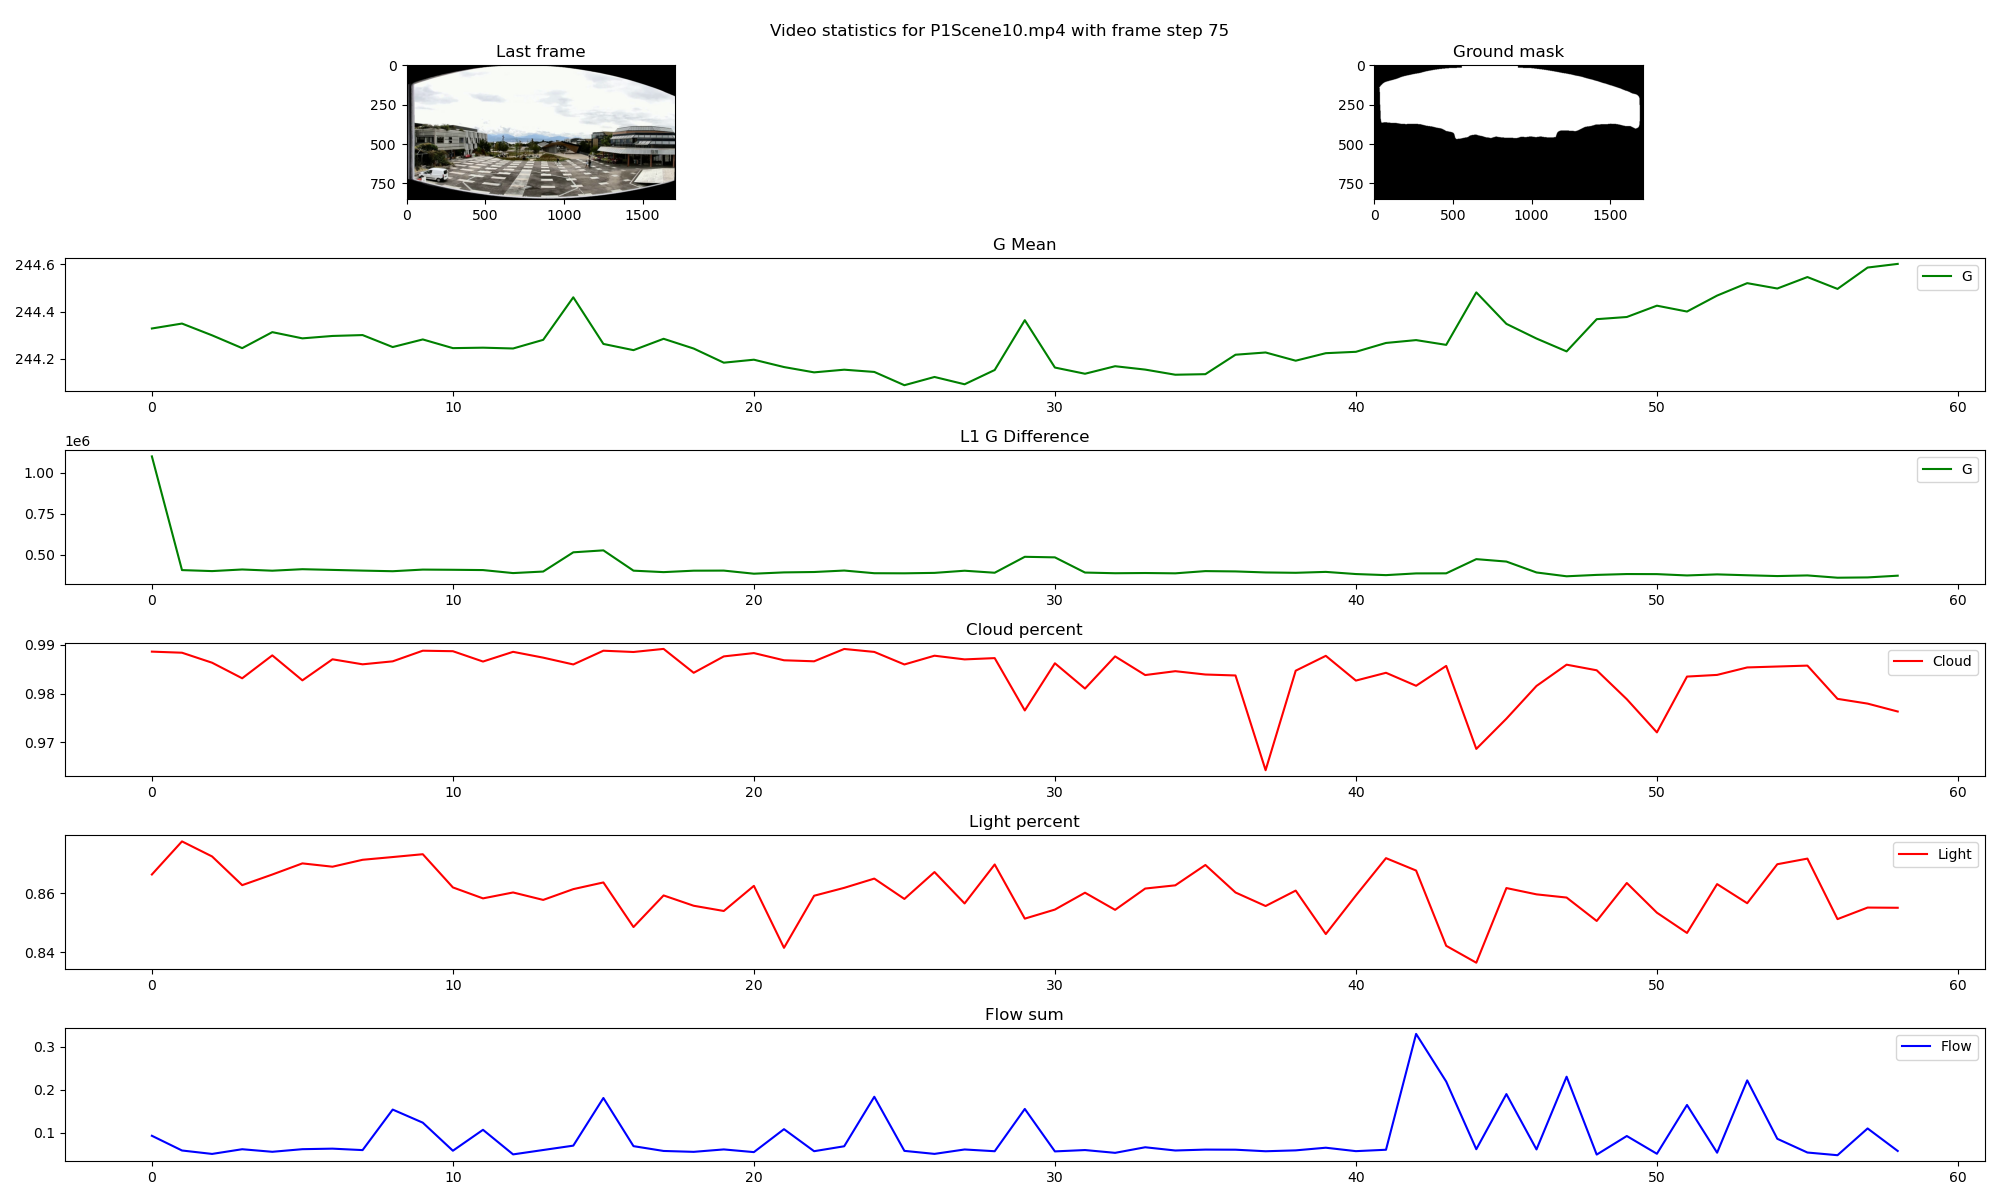 Video statistics for P1Scene10.mp4 with frame step 75
Last frame
0
250
500
750
0 500 1000 1500
Ground mask
0
250
500
750
0 500 1000 1500
G Mean
244.6
244.4
244.2
G
0 10 20 30 40 50 60
L1 G Difference
1e6
1.00
0.75
0.50
G
0 10 20 30 40 50 60
Cloud percent
0.99
0.98
0.97
Cloud
0 10 20 30 40 50 60
Light percent
0.86
0.84
Light
0 10 20 30 40 50 60
Flow sum
0.3
0.2
0.1
Flow
0 10 20 30 40 50 60